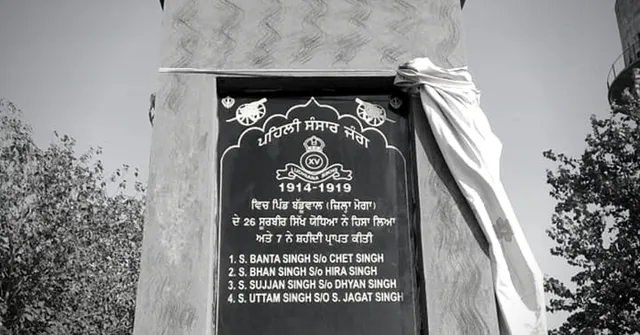 ਪਹਿਲੀ ਸੰਸਾਰ ਜੰਗ
XV
LUDHIANA SIKHS
1914-1919
ਵਿਚ ਪਿੰਡ ਬੱਡੂਵਾਲ (ਜ਼ਿਲ੍ਹਾ ਮੋਗਾ)
ਦੇ 26 ਸੂਰਬੀਰ ਸਿੱਖ ਯੋਧਿਆ ਨੇ ਹਿਸਾ ਲਿਆ
ਅਤੇ 7 ਨੇ ਸ਼ਹੀਦੀ ਪ੍ਰਾਪਤ ਕੀਤੀ
1. S. BANTA SINGH S/o CHET SINGH
2. S. BHAN SINGH S/o HIRA SINGH
3. S. SUJJAN SINGH S/o DHYAN SINGH
4. S. UTTAM SINGH S/O S. JAGAT SINGH